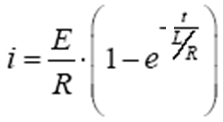 i = E/R · (1 − e^(−t/(L/R)))